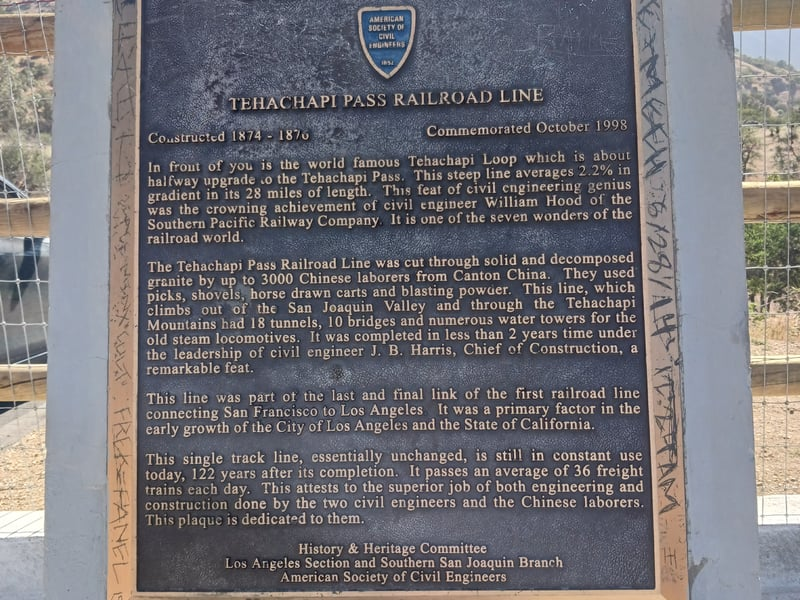 AMERICAN
SOCIETY OF
CIVIL
ENGINEERS
1852
TEHACHAPI PASS RAILROAD LINE
Constructed 1874 - 1876
Commemorated October 1998
In front of you is the world famous Tehachapi Loop which is about
halfway upgrade to the Tehachapi Pass. This steep line averages 2.2% in
gradient in its 28 miles of length. This feat of civil engineering genius
was the crowning achievement of civil engineer William Hood of the
Southern Pacific Railway Company. It is one of the seven wonders of the
railroad world.
The Tehachapi Pass Railroad Line was cut through solid and decomposed
granite by up to 3000 Chinese laborers from Canton China. They used
picks, shovels, horse drawn carts and blasting powder. This line, which
climbs out of the San Joaquin Valley and through the Tehachapi
Mountains had 18 tunnels, 10 bridges and numerous water towers for the
old steam locomotives. It was completed in less than 2 years time under
the leadership of civil engineer J. B. Harris, Chief of Construction, a
remarkable feat.
This line was part of the last and final link of the first railroad line
connecting San Francisco to Los Angeles. It was a primary factor in the
early growth of the City of Los Angeles and the State of California.
This single track line, essentially unchanged, is still in constant use
today, 122 years after its completion. It passes an average of 36 freight
trains each day. This attests to the superior job of both engineering and
construction done by the two civil engineers and the Chinese laborers.
This plaque is dedicated to them.
History & Heritage Committee
Los Angeles Section and Southern San Joaquin Branch
American Society of Civil Engineers